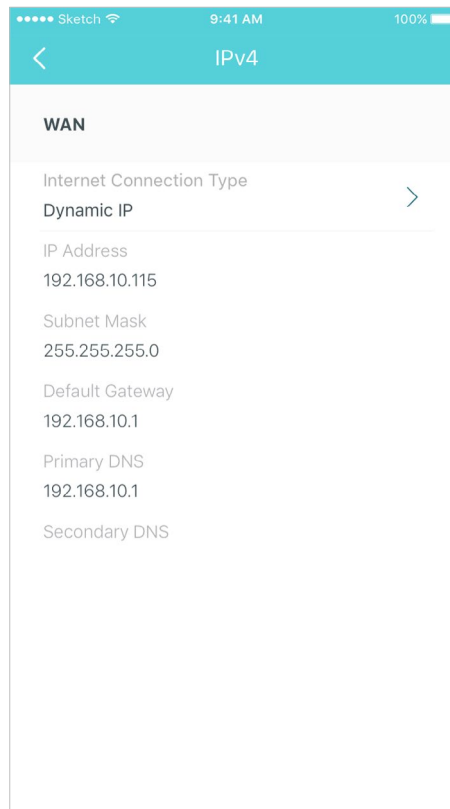 Sketch 9:41 AM 100%
IPv4
WAN
Internet Connection Type
Dynamic IP
IP Address
192.168.10.115
Subnet Mask
255.255.255.0
Default Gateway
192.168.10.1
Primary DNS
192.168.10.1
Secondary DNS